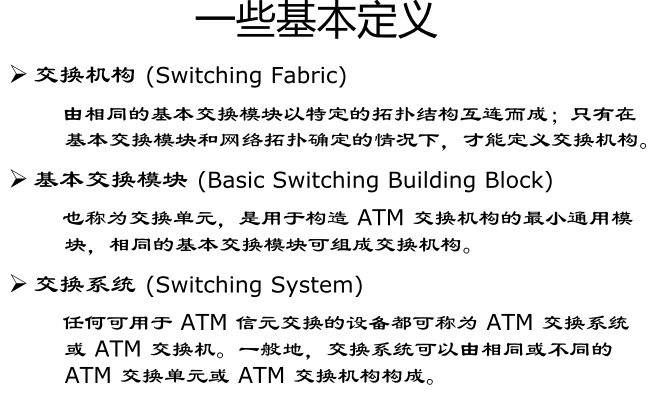 一些基本定义
➢ 交换机构 (Switching Fabric)
由相同的基本交换模块以特定的拓扑结构互连而成；只有在
基本交换模块和网络拓扑确定的情况下，才能定义交换机构。
➢ 基本交换模块 (Basic Switching Building Block)
也称为交换单元，是用于构造 ATM 交换机构的最小通用模
块，相同的基本交换模块可组成交换机构。
➢ 交换系统 (Switching System)
任何可用于 ATM 信元交换的设备都可称为 ATM 交换系统
或 ATM 交换机。一般地，交换系统可以由相同或不同的
ATM 交换单元或 ATM 交换机构构成。